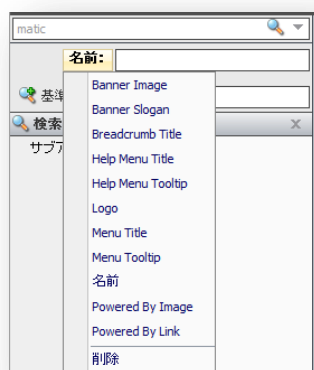 matic
名前:
Banner Image
基準
Banner Slogan
検索
Breadcrumb Title
サブ
Help Menu Title
Help Menu Tooltip
Logo
Menu Title
Menu Tooltip
名前
Powered By Image
Powered By Link
削除